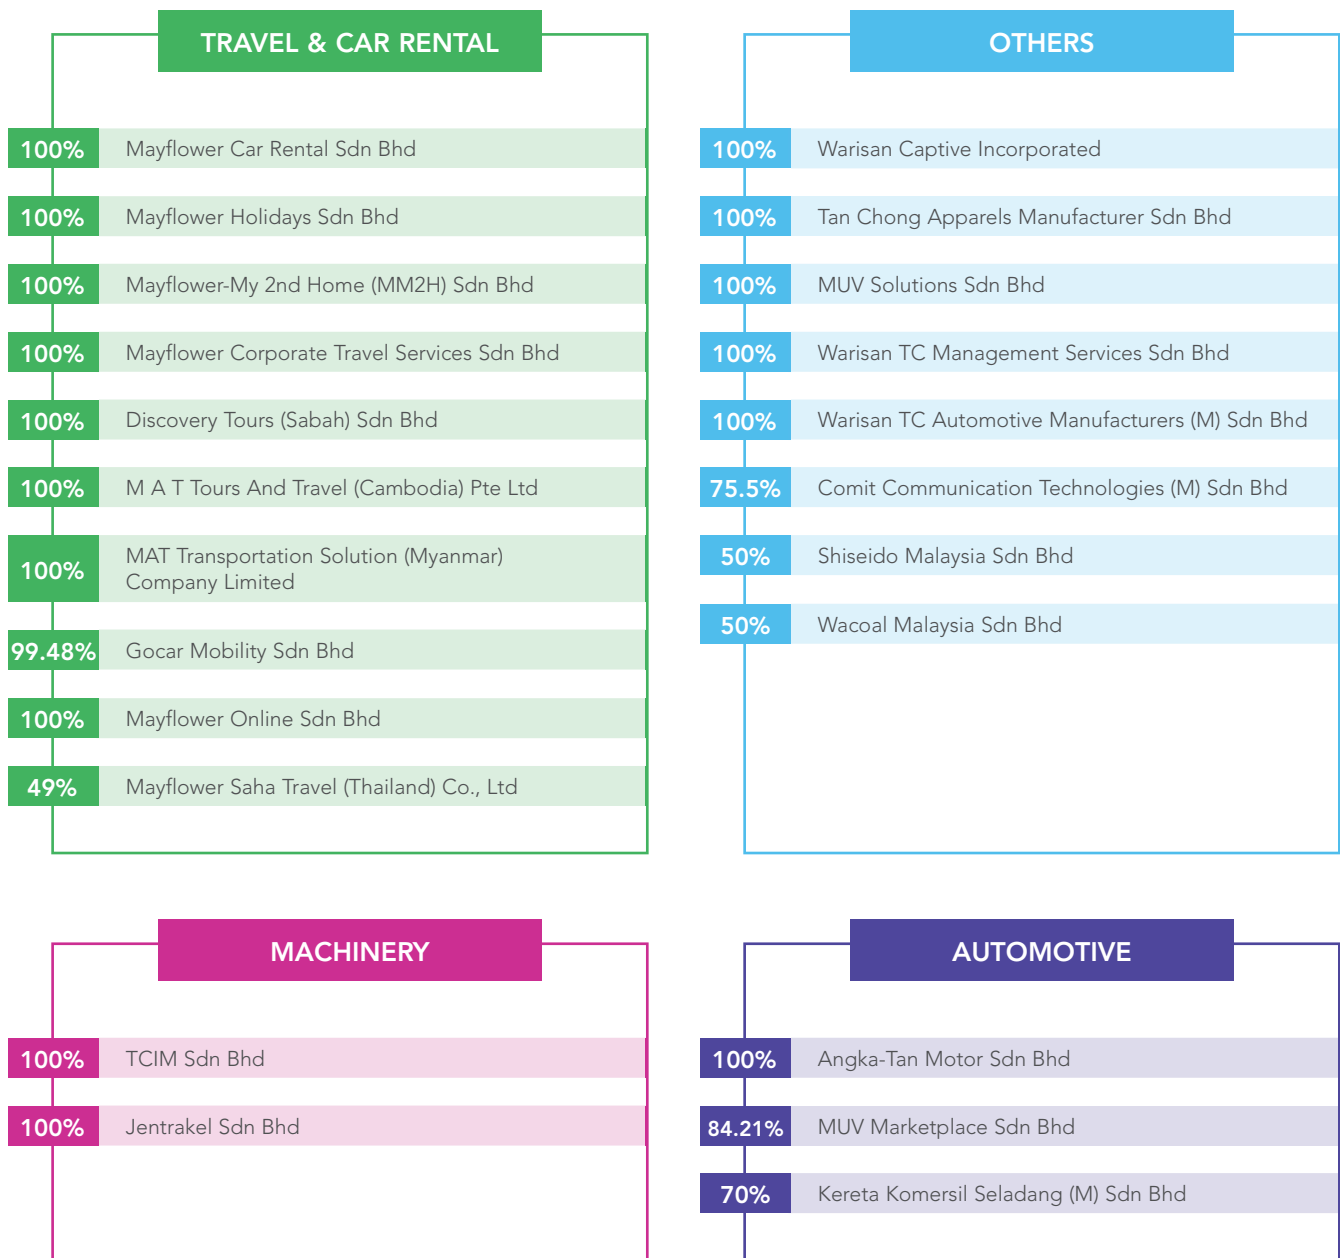 TRAVEL & CAR RENTAL
100% Mayflower Car Rental Sdn Bhd
100% Mayflower Holidays Sdn Bhd
100% Mayflower-My 2nd Home (MM2H) Sdn Bhd
100% Mayflower Corporate Travel Services Sdn Bhd
100% Discovery Tours (Sabah) Sdn Bhd
100% M A T Tours And Travel (Cambodia) Pte Ltd
100% MAT Transportation Solution (Myanmar)
Company Limited
99.48% Gocar Mobility Sdn Bhd
100% Mayflower Online Sdn Bhd
49% Mayflower Saha Travel (Thailand) Co., Ltd
OTHERS
100% Warisan Captive Incorporated
100% Tan Chong Apparels Manufacturer Sdn Bhd
100% MUV Solutions Sdn Bhd
100% Warisan TC Management Services Sdn Bhd
100% Warisan TC Automotive Manufacturers (M) Sdn Bhd
75.5% Comit Communication Technologies (M) Sdn Bhd
50% Shiseido Malaysia Sdn Bhd
50% Wacoal Malaysia Sdn Bhd
MACHINERY
100% TCIM Sdn Bhd
100% Jentrakel Sdn Bhd
AUTOMOTIVE
100% Angka-Tan Motor Sdn Bhd
84.21% MUV Marketplace Sdn Bhd
70% Kereta Komersil Seladang (M) Sdn Bhd